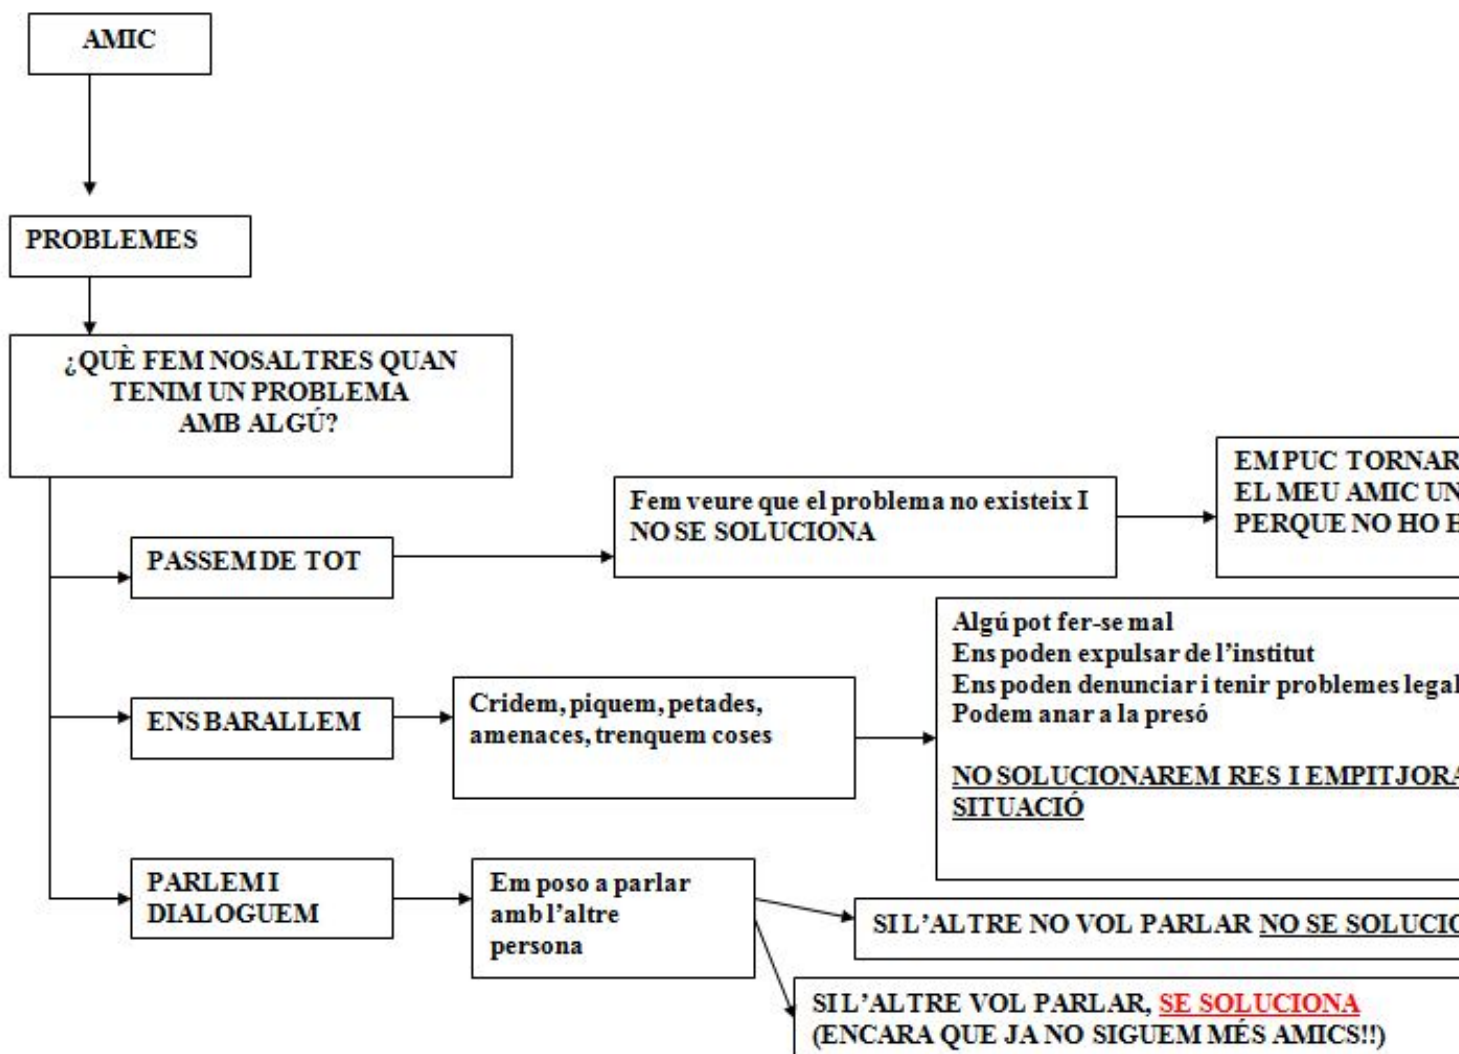 AMIC
PROBLEMES
¿QUÈ FEM NOSALTRES QUAN
TENIM UN PROBLEMA
AMB ALGÚ?
PASSEM DE TOT
Fem veure que el problema no existeix I
NO SE SOLUCIONA
EM PUC TORNAR
EL MEU AMIC UN
PERQUE NO HO
ENS BARALLEM
Cridem, piquem, petades,
amenaces, trenquem coses
Algú pot fer-se mal
Ens poden expulsar de l’institut
Ens poden denunciar i tenir problemes legal
Podem anar a la presó
NO SOLUCIONAREM RES I EMPITJORA
SITUACIÓ
PARLEM I
DIALOGUEM
Em poso a parlar
amb l’altre
persona
SI L’ALTRE NO VOL PARLAR NO SE SOLUCIO
SI L’ALTRE VOL PARLAR, SE SOLUCIONA
(ENCARA QUE JA NO SIGUEM MÉS AMICS!!)